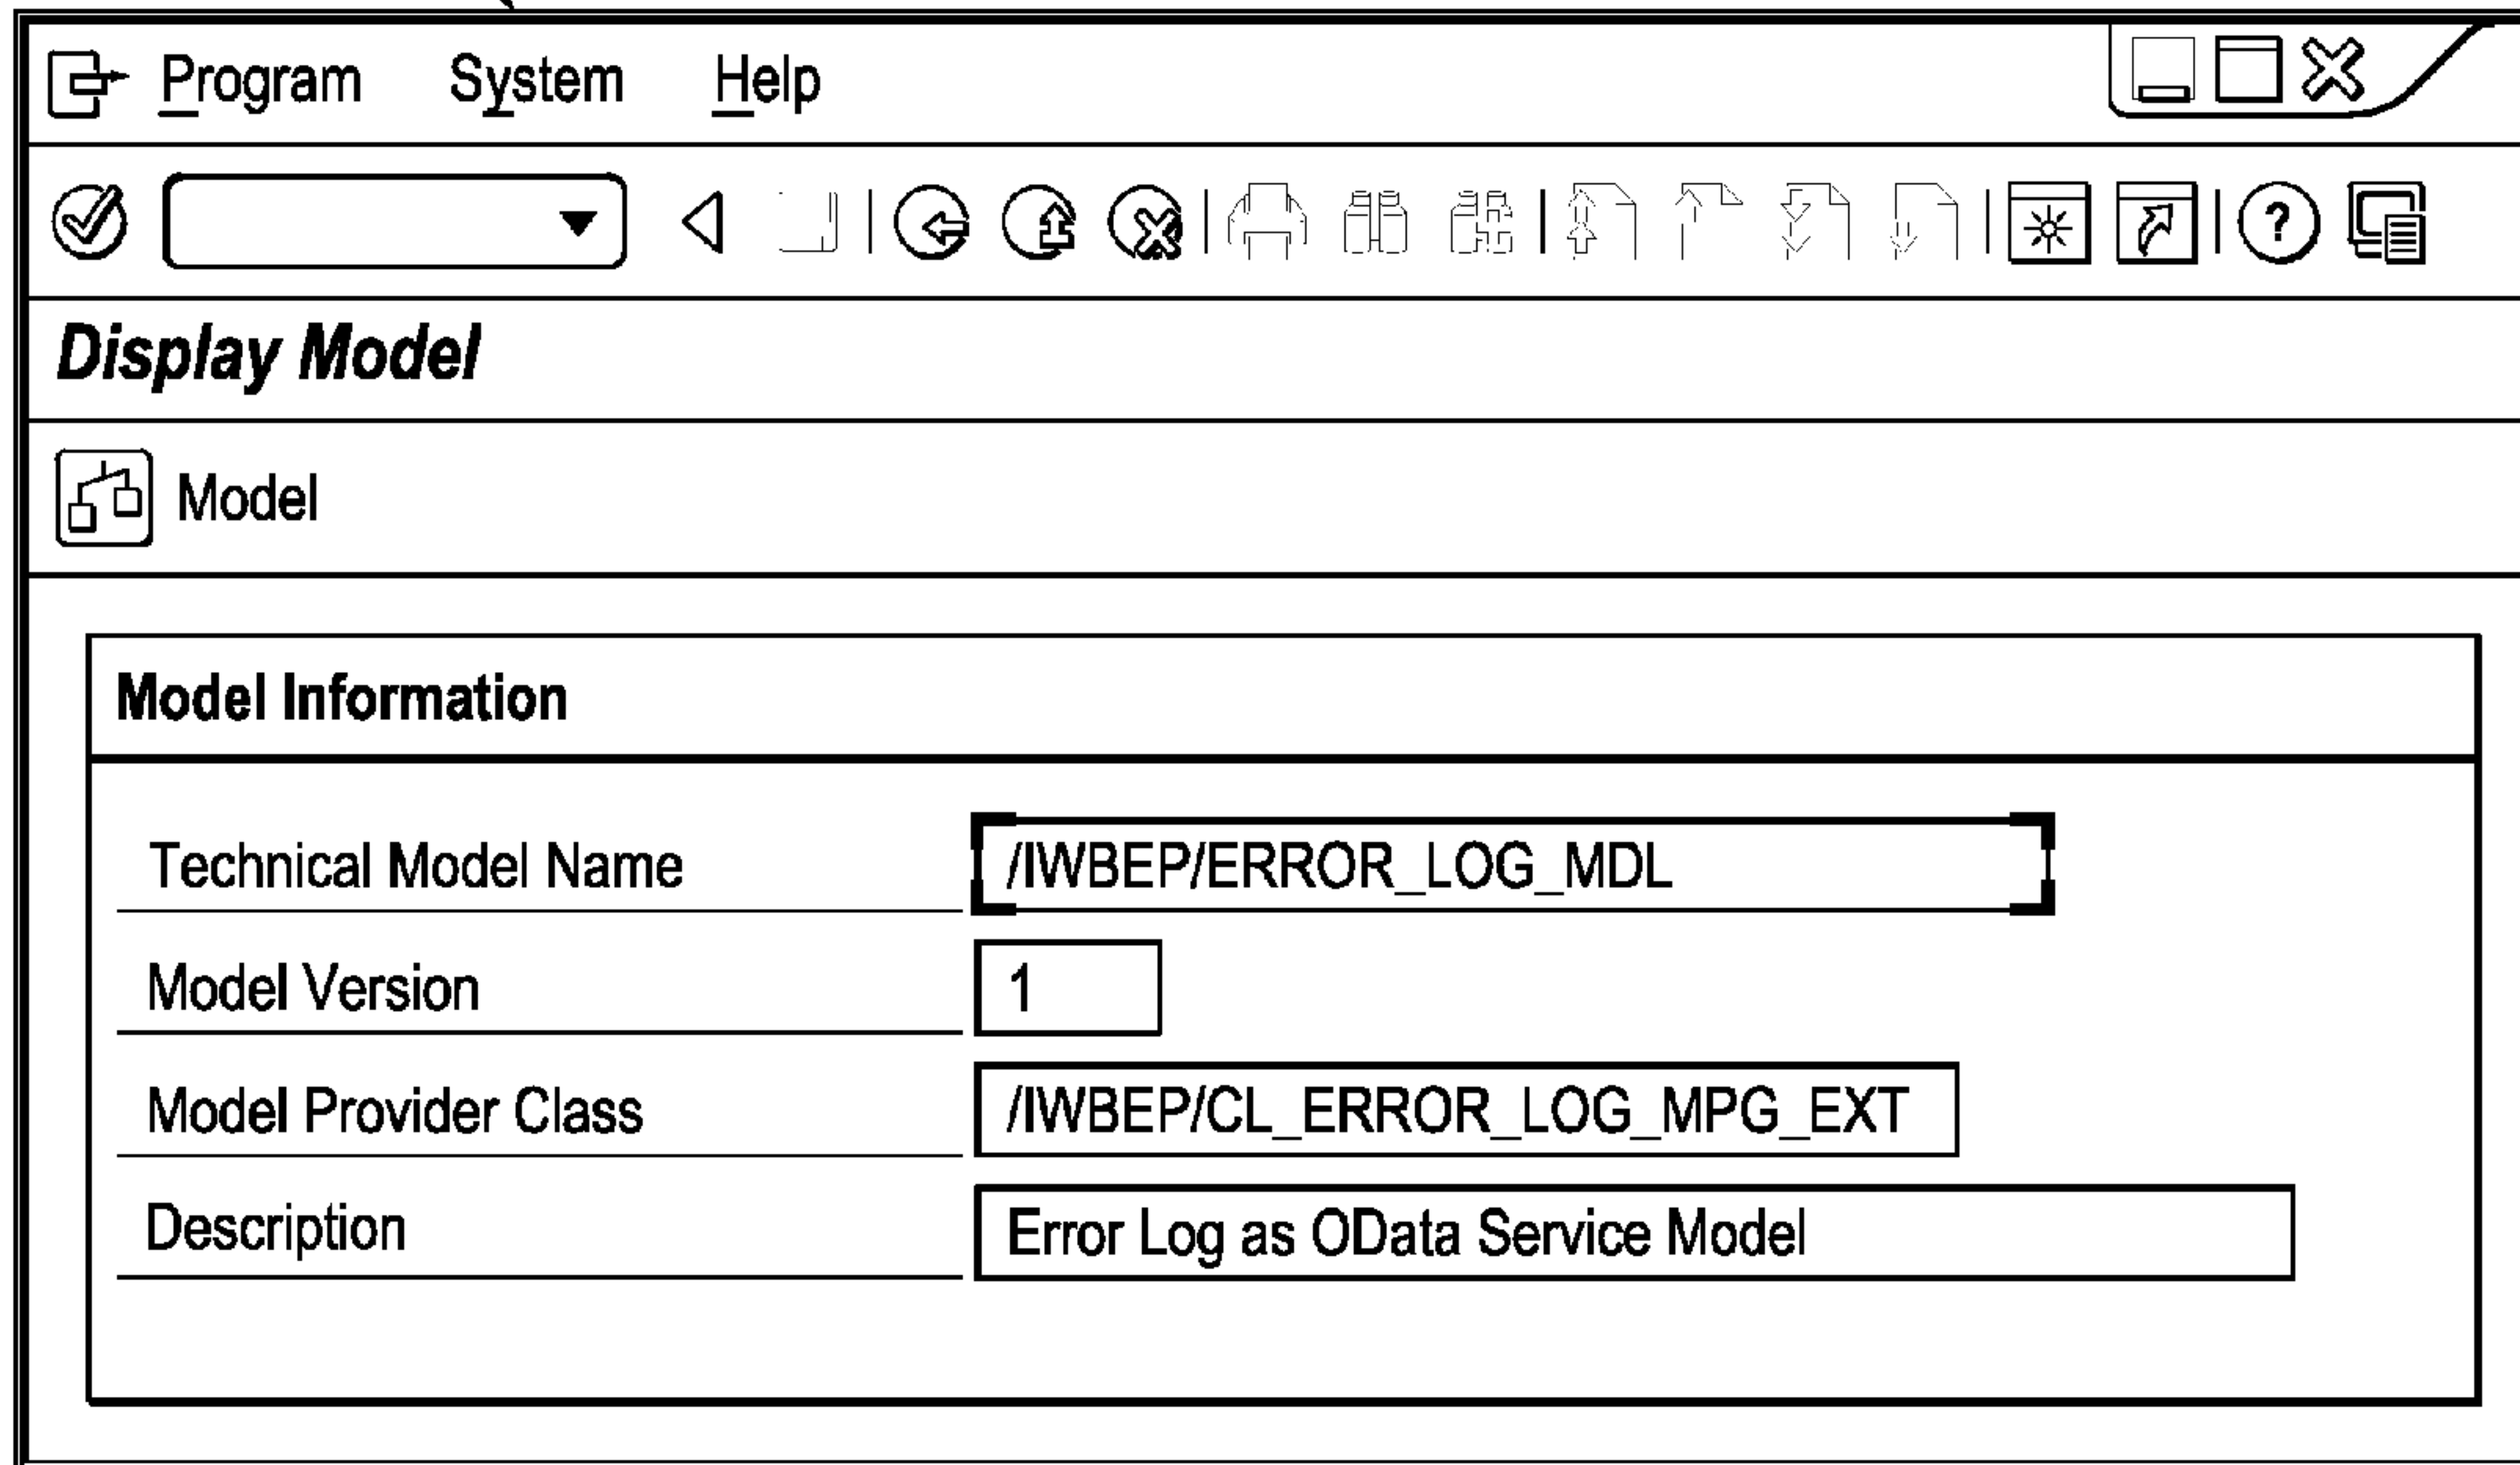 Program System Help
?
Display Model
Model
Model Information
Technical Model Name /IWBEP/ERROR_LOG_MDL
Model Version 1
Model Provider Class /IWBEP/CL_ERROR_LOG_MPG_EXT
Description Error Log as OData Service Model